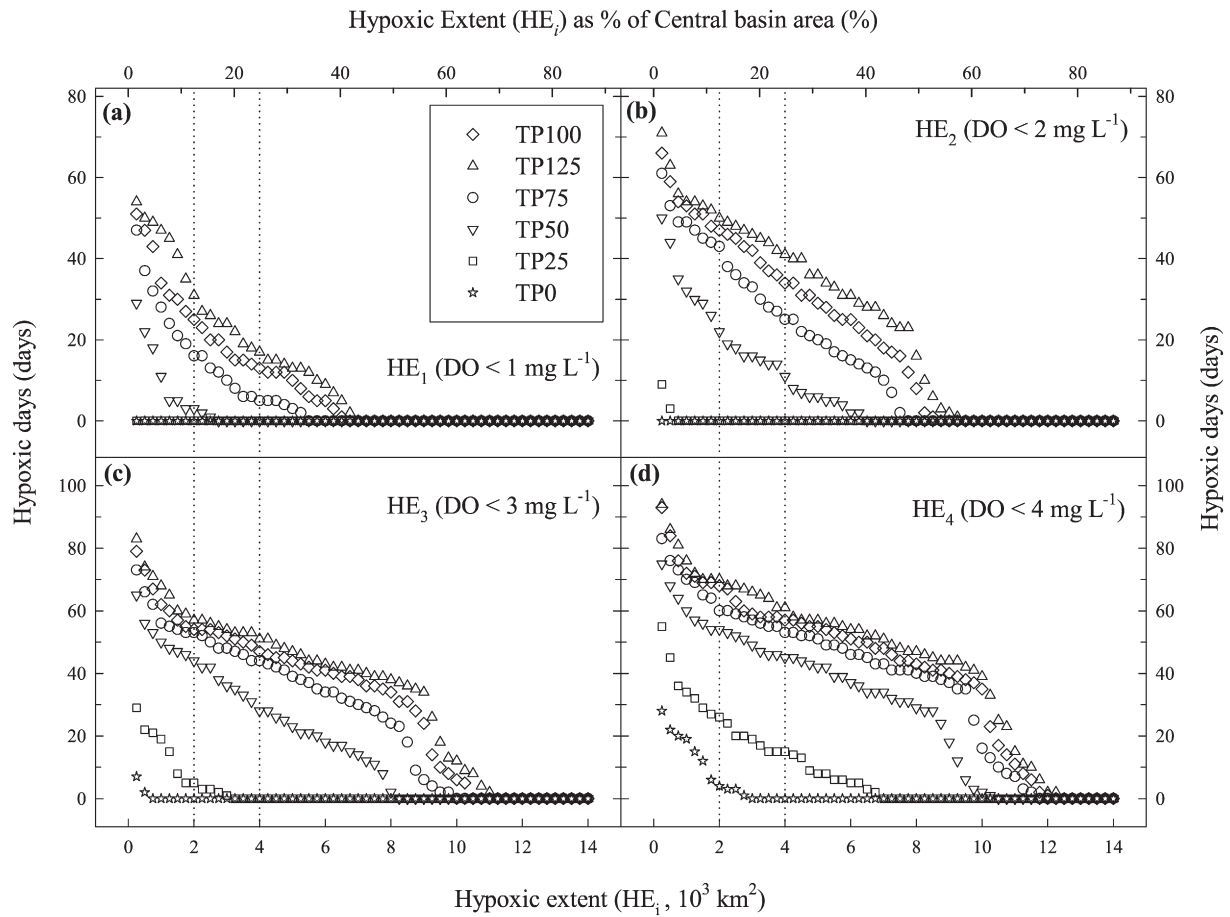 Hypoxic Extent (HEi) as % of Central basin area (%)
0 20 40 60 80 0 20 40 60 80
(a)
80
60
40
20
0
TP100
TP125
TP75
TP50
TP25
TP0
HE1 (DO < 1 mg L-1)
(b)
HE2 (DO < 2 mg L-1)
80
60
40
20
0
(c)
100
80
60
40
20
0
HE3 (DO < 3 mg L-1)
(d)
HE4 (DO < 4 mg L-1)
100
80
60
40
20
0
Hypoxic days (days)
Hypoxic days (days)
0 2 4 6 8 10 12 14 0 2 4 6 8 10 12 14
Hypoxic extent (HEi , 10³ km²)